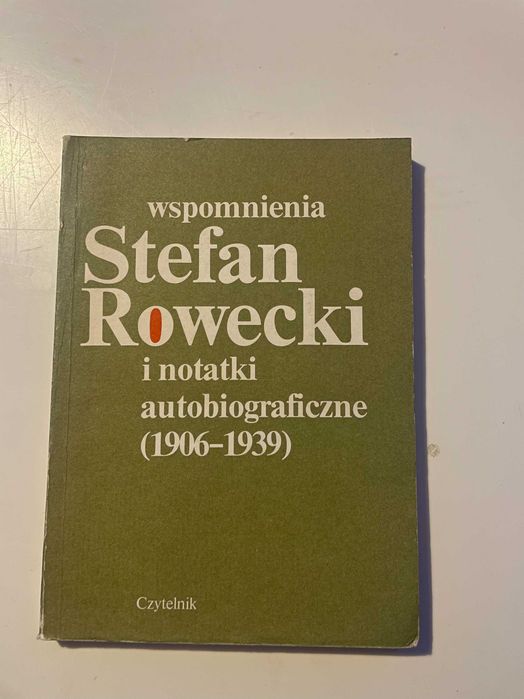 wspomnienia
Stefan
Rowecki
i notatki
autobiograficzne
(1906–1939)
Czytelnik